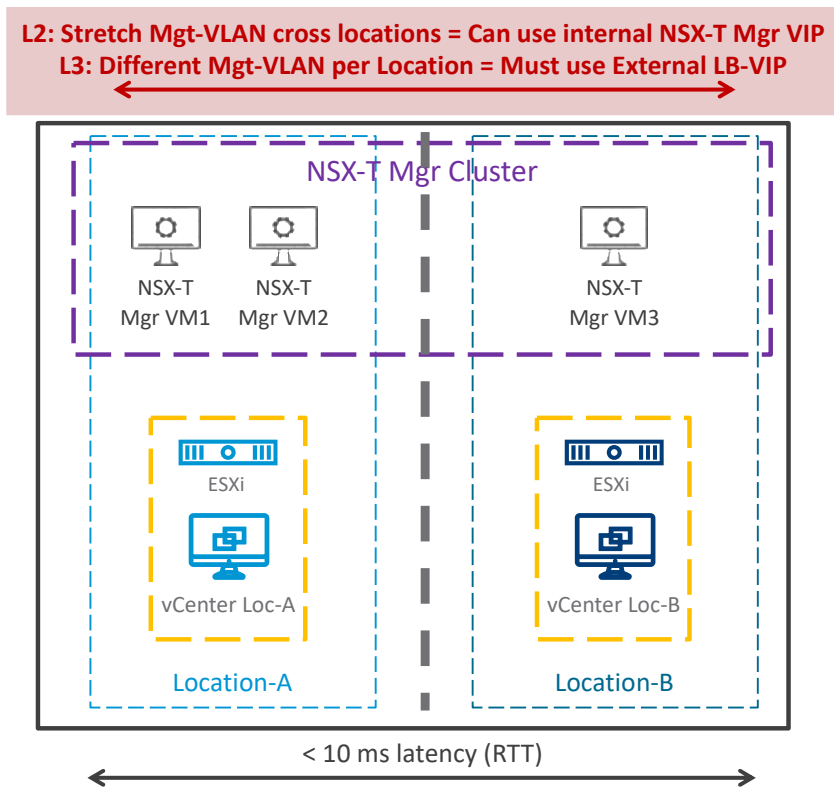 L2: Stretch Mgt-VLAN cross locations = Can use internal NSX-T Mgr VIP
L3: Different Mgt-VLAN per Location = Must use External LB-VIP
NSX-T Mgr Cluster
NSX-T
Mgr VM1
NSX-T
Mgr VM2
NSX-T
Mgr VM3
ESXi
ESXi
vCenter Loc-A
vCenter Loc-B
Location-A
Location-B
< 10 ms latency (RTT)